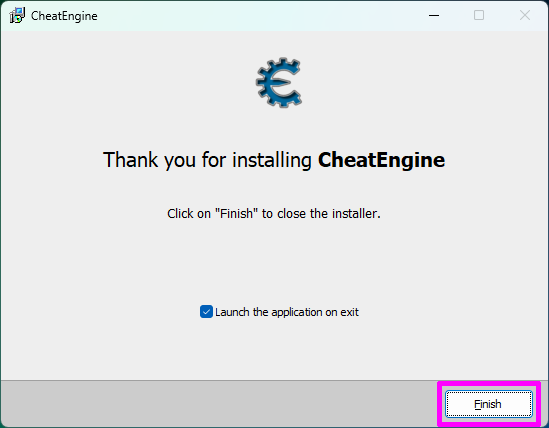 CheatEngine
Thank you for installing CheatEngine
Click on "Finish" to close the installer.
Launch the application on exit
Finish